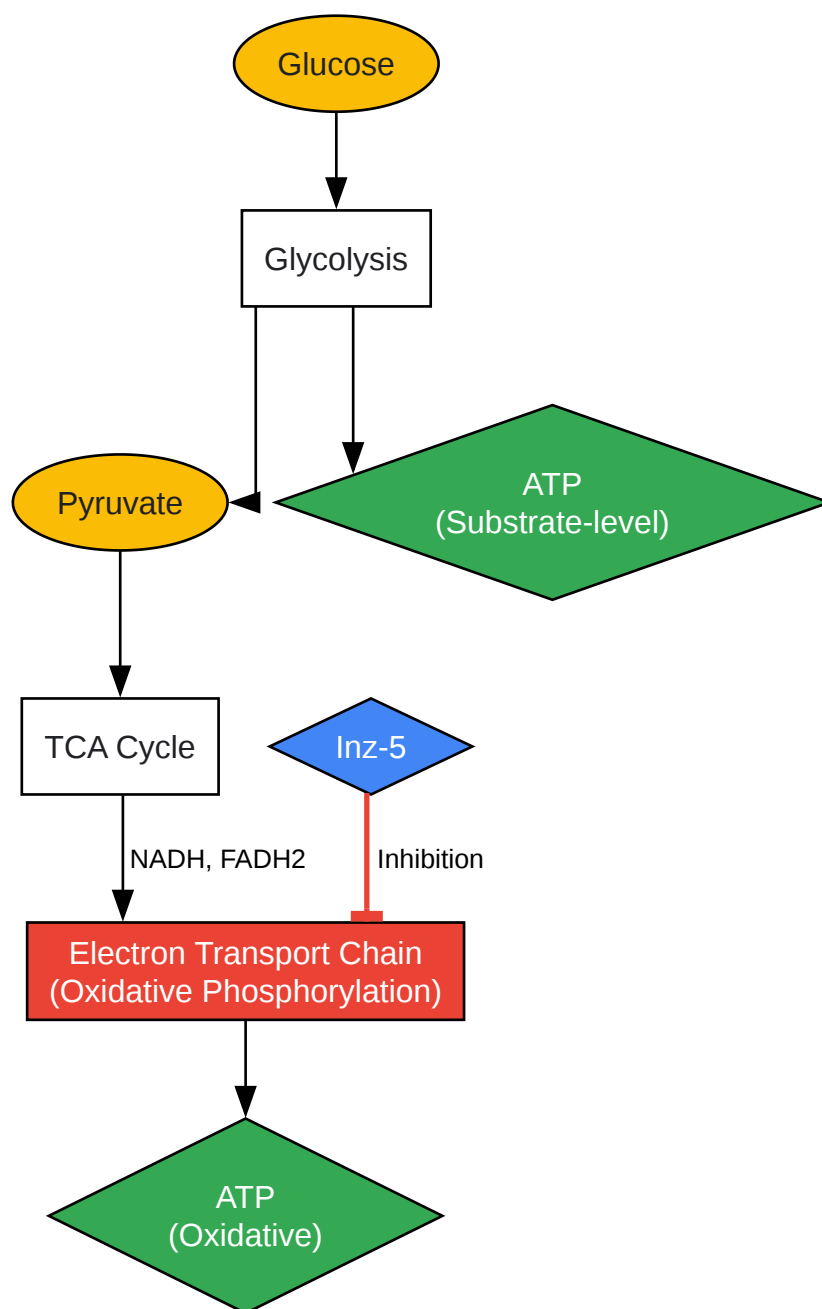 Glucose
Glycolysis
ATP
(Substrate-level)
Pyruvate
TCA Cycle
Inz-5
NADH, FADH2
Inhibition
Electron Transport Chain
(Oxidative Phosphorylation)
ATP
(Oxidative)